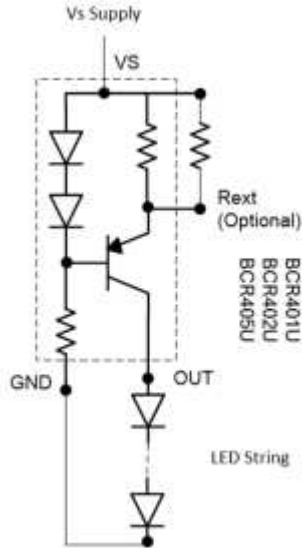 Vs Supply
VS
Rext
(Optional)
BCR401U
BCR402U
BCR405U
GND
OUT
LED String